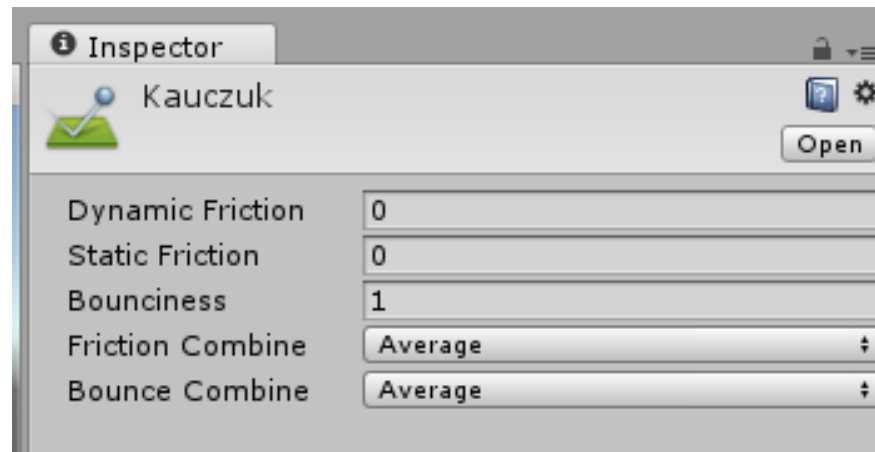 Inspector
Kauczuk
Open
Dynamic Friction 0
Static Friction 0
Bounciness 1
Friction Combine Average
Bounce Combine Average